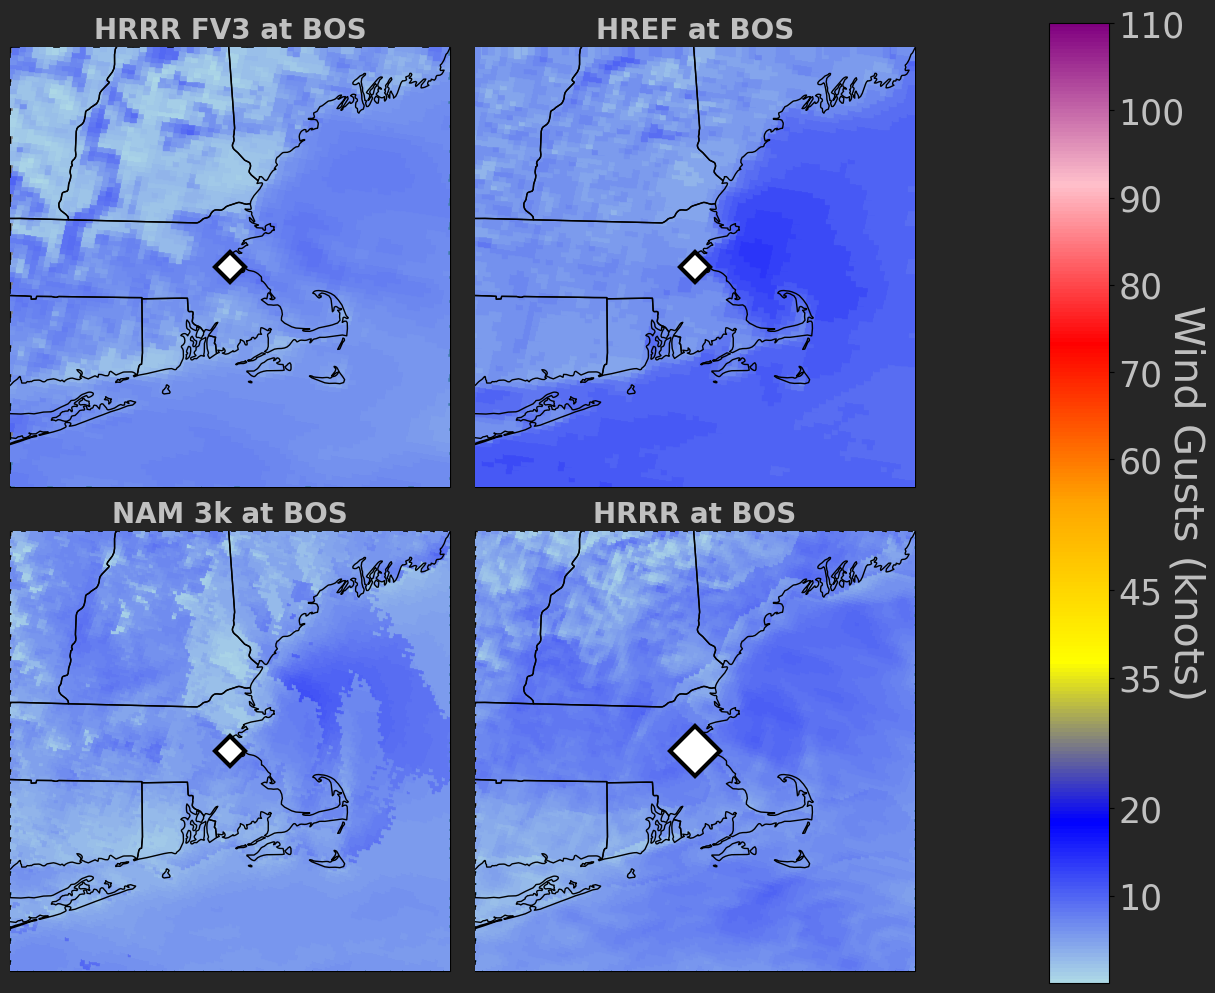 HRRR FV3 at BOS
HREF at BOS
NAM 3k at BOS
HRRR at BOS
110
100
90
80
70
60
45
35
20
10
Wind Gusts (knots)